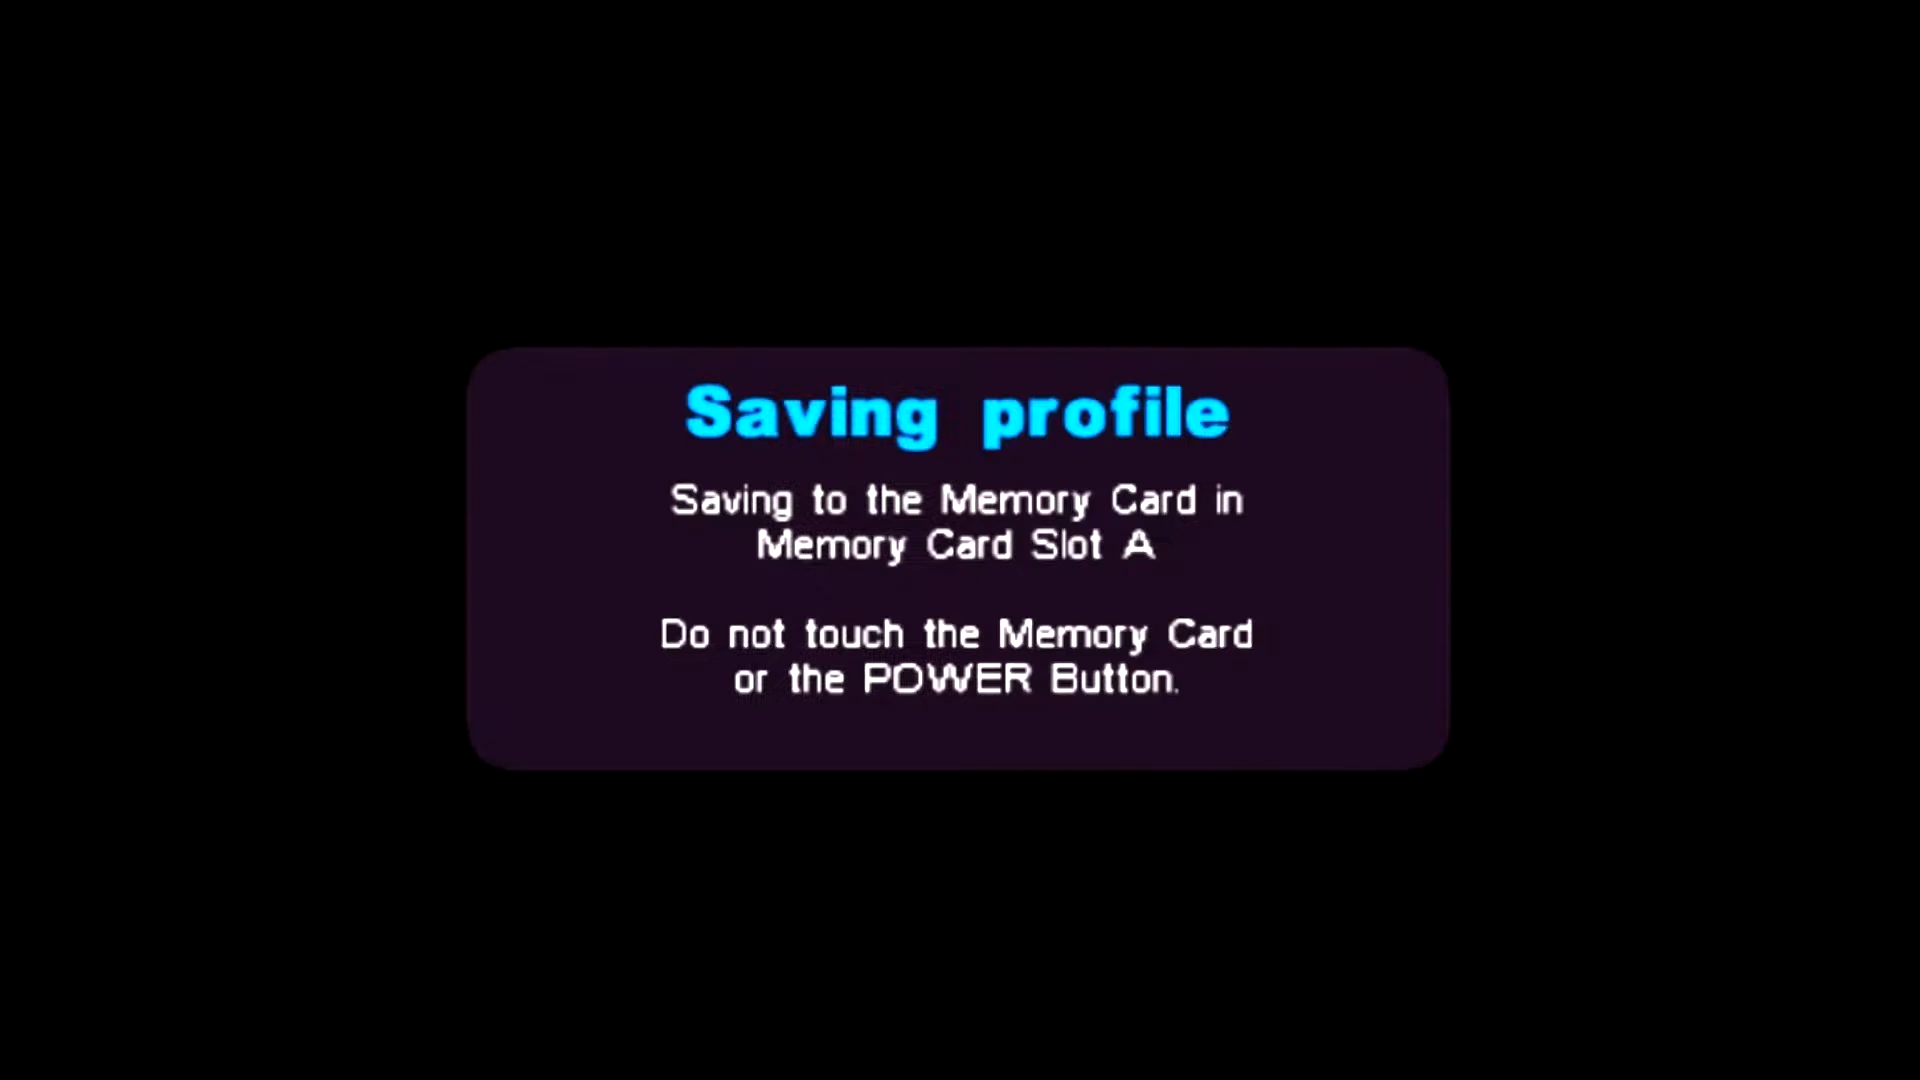 Saving profile
Saving to the Memory Card in
Memory Card Slot A
Do not touch the Memory Card
or the POWER Button.